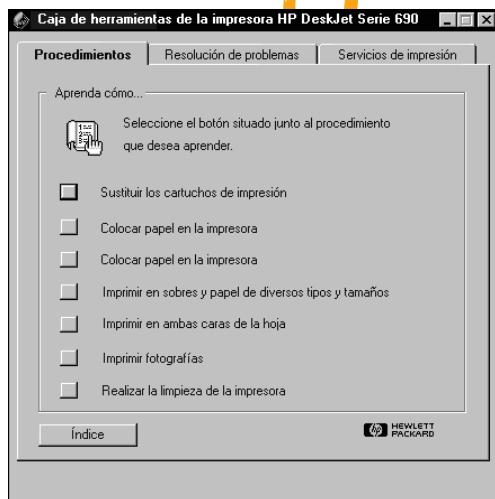 Caja de herramientas de la impresora HP DeskJet Serie 690
Procedimientos
Resolución de problemas
Servicios de impresión
Aprenda cómo...
Seleccione el botón situado junto al procedimiento
que desea aprender.
Sustituir los cartuchos de impresión
Colocar papel en la impresora
Colocar papel en la impresora
Imprimir en sobres y papel de diversos tipos y tamaños
Imprimir en ambas caras de la hoja
Imprimir fotografías
Realizar la limpieza de la impresora
Índice
hp HEWLETT
PACKARD